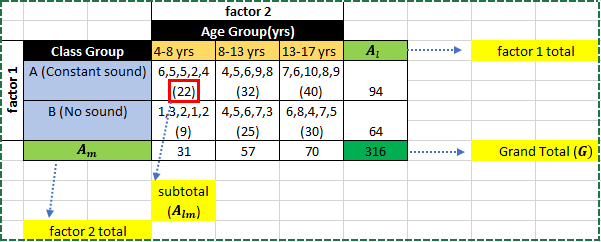 factor 2
Age Group(yrs)
Class Group 4-8 yrs 8-13 yrs 13-17 yrs A_l factor 1 total
factor 1
A (Constant sound) 6,5,5,2,4 4,5,6,9,8 7,6,10,8,9
(22) (32) (40) 94
B (No sound) 1,3,2,1,2 4,5,6,7,3 6,8,4,7,5
(9) (25) (30) 64
A_m 31 57 70 316 Grand Total (G)
subtotal
(A_lm)
factor 2 total